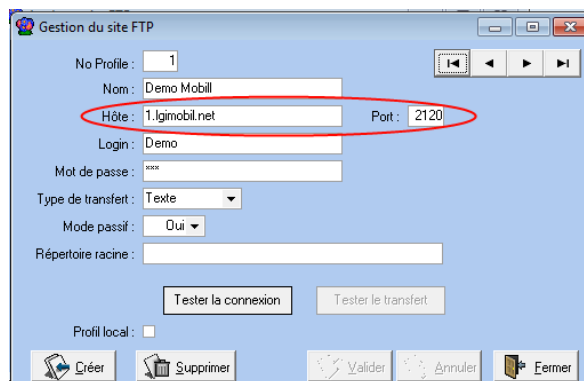 Gestion du site FTP
No Profile : 1
Nom : Demo Mobill
Hôte : 1.lgimobil.net Port : 2120
Login : Demo
Mot de passe : ×××
Type de transfert : Texte
Mode passif : Oui
Répertoire racine :
Tester la connexion Tester le transfert
Profil local :
Créer Supprimer Valider Annuler Fermer